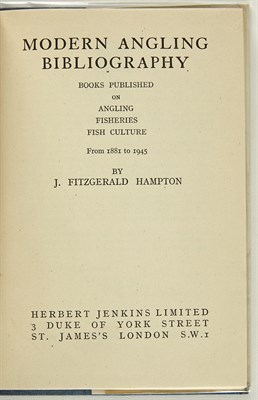 MODERN ANGLING
BIBLIOGRAPHY
BOOKS PUBLISHED
ON
ANGLING
FISHERIES
FISH CULTURE
From 1881 to 1945
BY
J. FITZGERALD HAMPTON
HERBERT JENKINS LIMITED
3 DUKE OF YORK STREET
ST. JAMES'S LONDON S.W.1